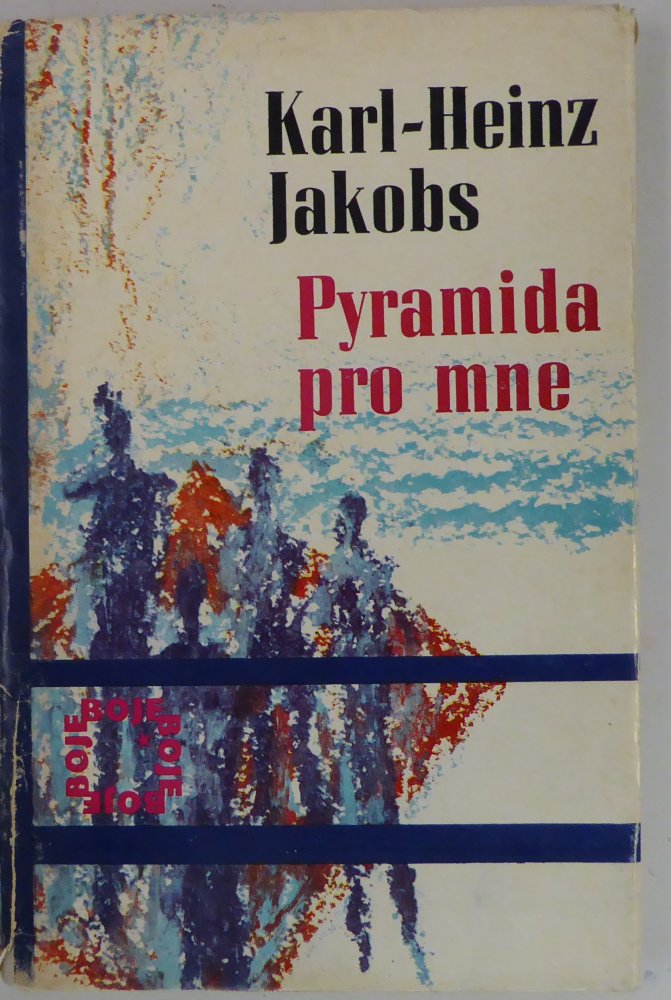 Karl-Heinz
Jakobs
Pyramida
pro mne
BOJE
BOJE
BOJE
BOJE